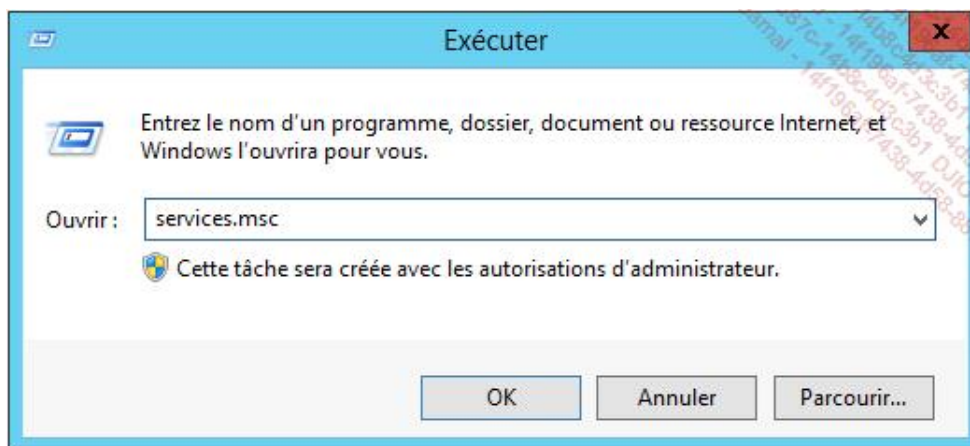 Exécuter
x
Entrez le nom d'un programme, dossier, document ou ressource Internet, et
Windows l'ouvrira pour vous.
Ouvrir :
services.msc
Cette tâche sera créée avec les autorisations d'administrateur.
OK
Annuler
Parcourir...